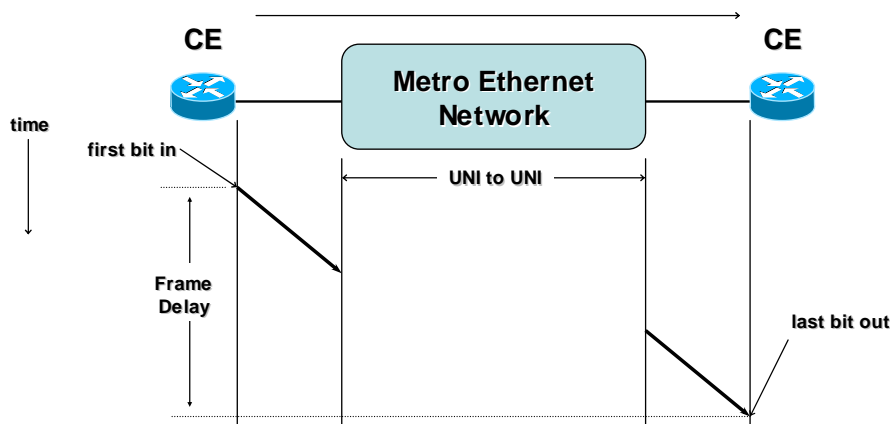 CE
CE
Metro Ethernet
Network
time
first bit in
UNI to UNI
Frame
Delay
last bit out